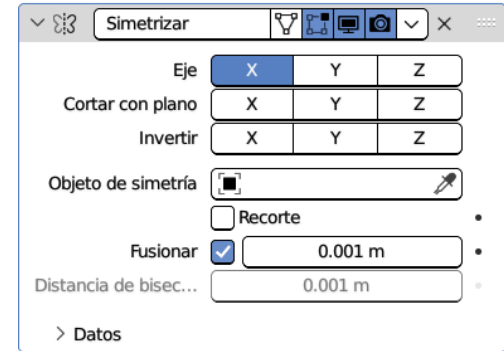 Simetrizar
Eje X Y Z
Cortar con plano X Y Z
Invertir X Y Z
Objeto de simetría
Recorte
Fusionar 0.001 m
Distancia de bisec... 0.001 m
Datos